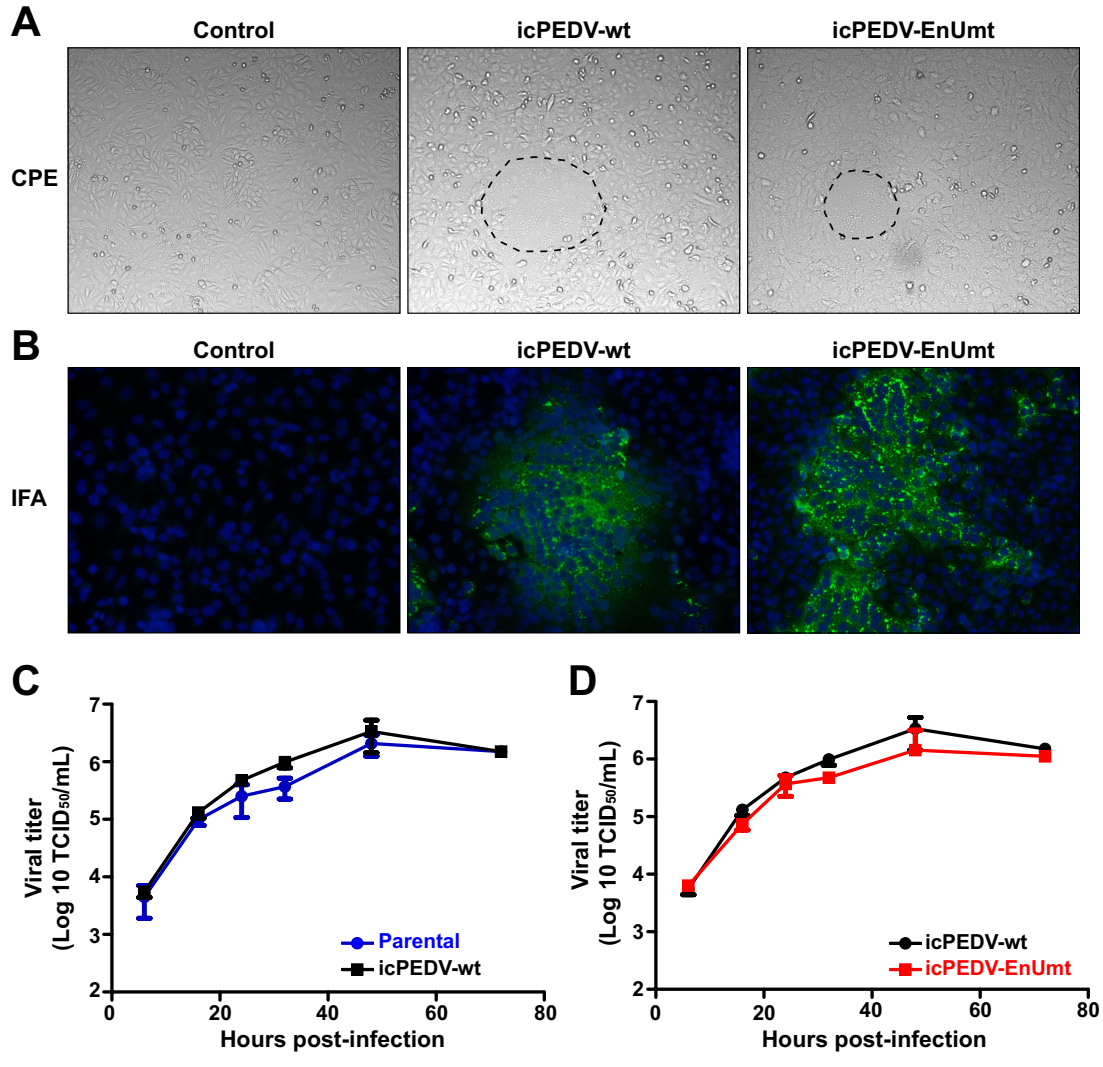 A
Control
icPEDV-wt
icPEDV-EnUmt
CPE
B
Control
icPEDV-wt
icPEDV-EnUmt
IFA
C
Viral titer
(Log 10 TCID50/mL)
7
6
5
4
3
2
0
20
40
60
80
Hours post-infection
Parental
icPEDV-wt
D
Viral titer
(Log 10 TCID50/mL)
7
6
5
4
3
2
0
20
40
60
80
Hours post-infection
icPEDV-wt
icPEDV-EnUmt